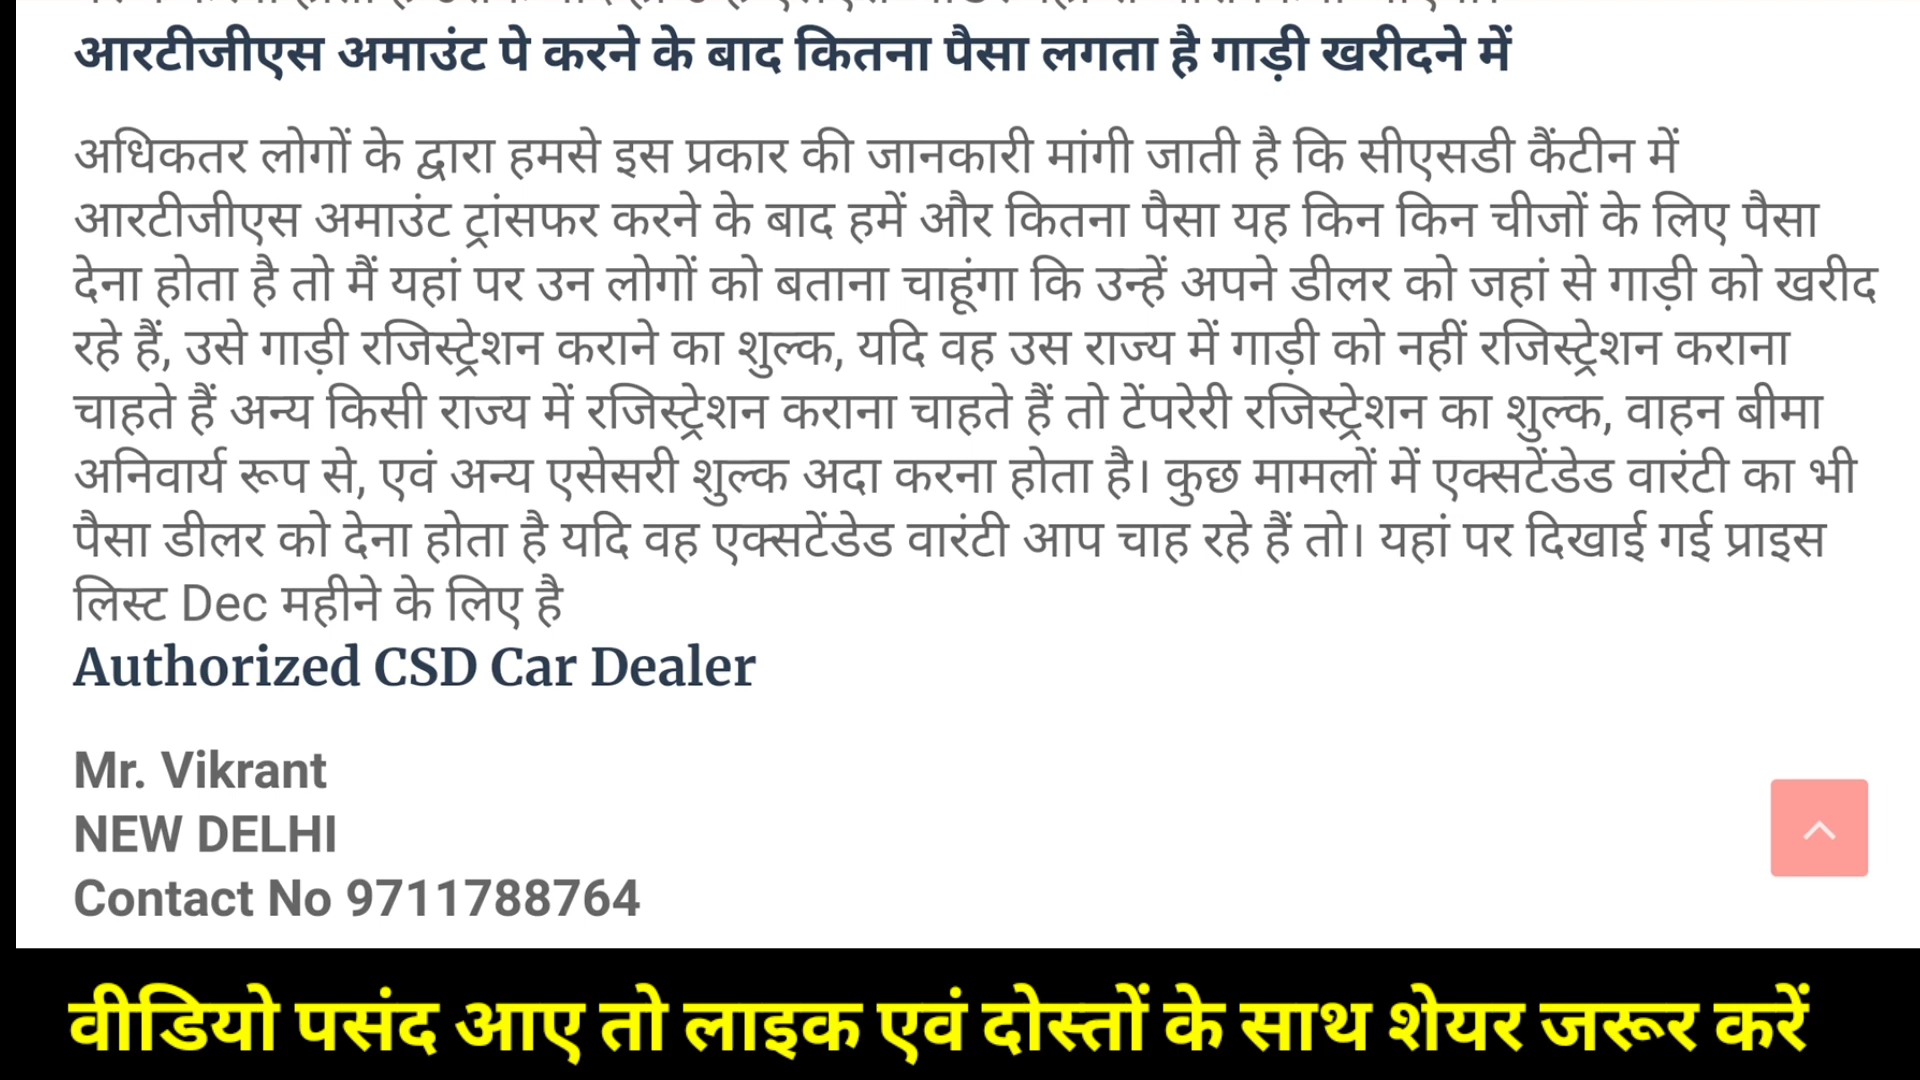 आरटीजीएस अमाउंट पे करने के बाद कितना पैसा लगता है गाड़ी खरीदने में
अधिकतर लोगों के द्वारा हमसे इस प्रकार की जानकारी मांगी जाती है कि सीएसडी कैंटीन में
आरटीजीएस अमाउंट ट्रांसफर करने के बाद हमें और कितना पैसा यह किन किन चीजों के लिए पैसा
देना होता है तो मैं यहां पर उन लोगों को बताना चाहूंगा कि उन्हें अपने डीलर को जहां से गाड़ी को खरीद
रहे हैं, उसे गाड़ी रजिस्ट्रेशन कराने का शुल्क, यदि वह उस राज्य में गाड़ी को नहीं रजिस्ट्रेशन कराना
चाहते हैं अन्य किसी राज्य में रजिस्ट्रेशन कराना चाहते हैं तो टेंपरेरी रजिस्ट्रेशन का शुल्क, वाहन बीमा
अनिवार्य रूप से, एवं अन्य एसेसरी शुल्क अदा करना होता है। कुछ मामलों में एक्सटेंडेड वारंटी का भी
पैसा डीलर को देना होता है यदि वह एक्सटेंडेड वारंटी आप चाह रहे हैं तो। यहां पर दिखाई गई प्राइस
लिस्ट Dec महीने के लिए है
Authorized CSD Car Dealer
Mr. Vikrant
NEW DELHI
Contact No 9711788764
वीडियो पसंद आए तो लाइक एवं दोस्तों के साथ शेयर जरूर करें